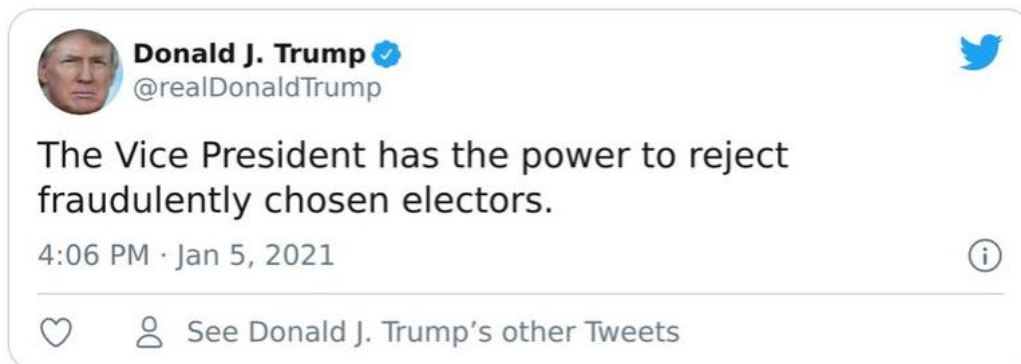 Donald J. Trump
@realDonaldTrump
The Vice President has the power to reject
fraudulently chosen electors.
4:06 PM · Jan 5, 2021
See Donald J. Trump’s other Tweets